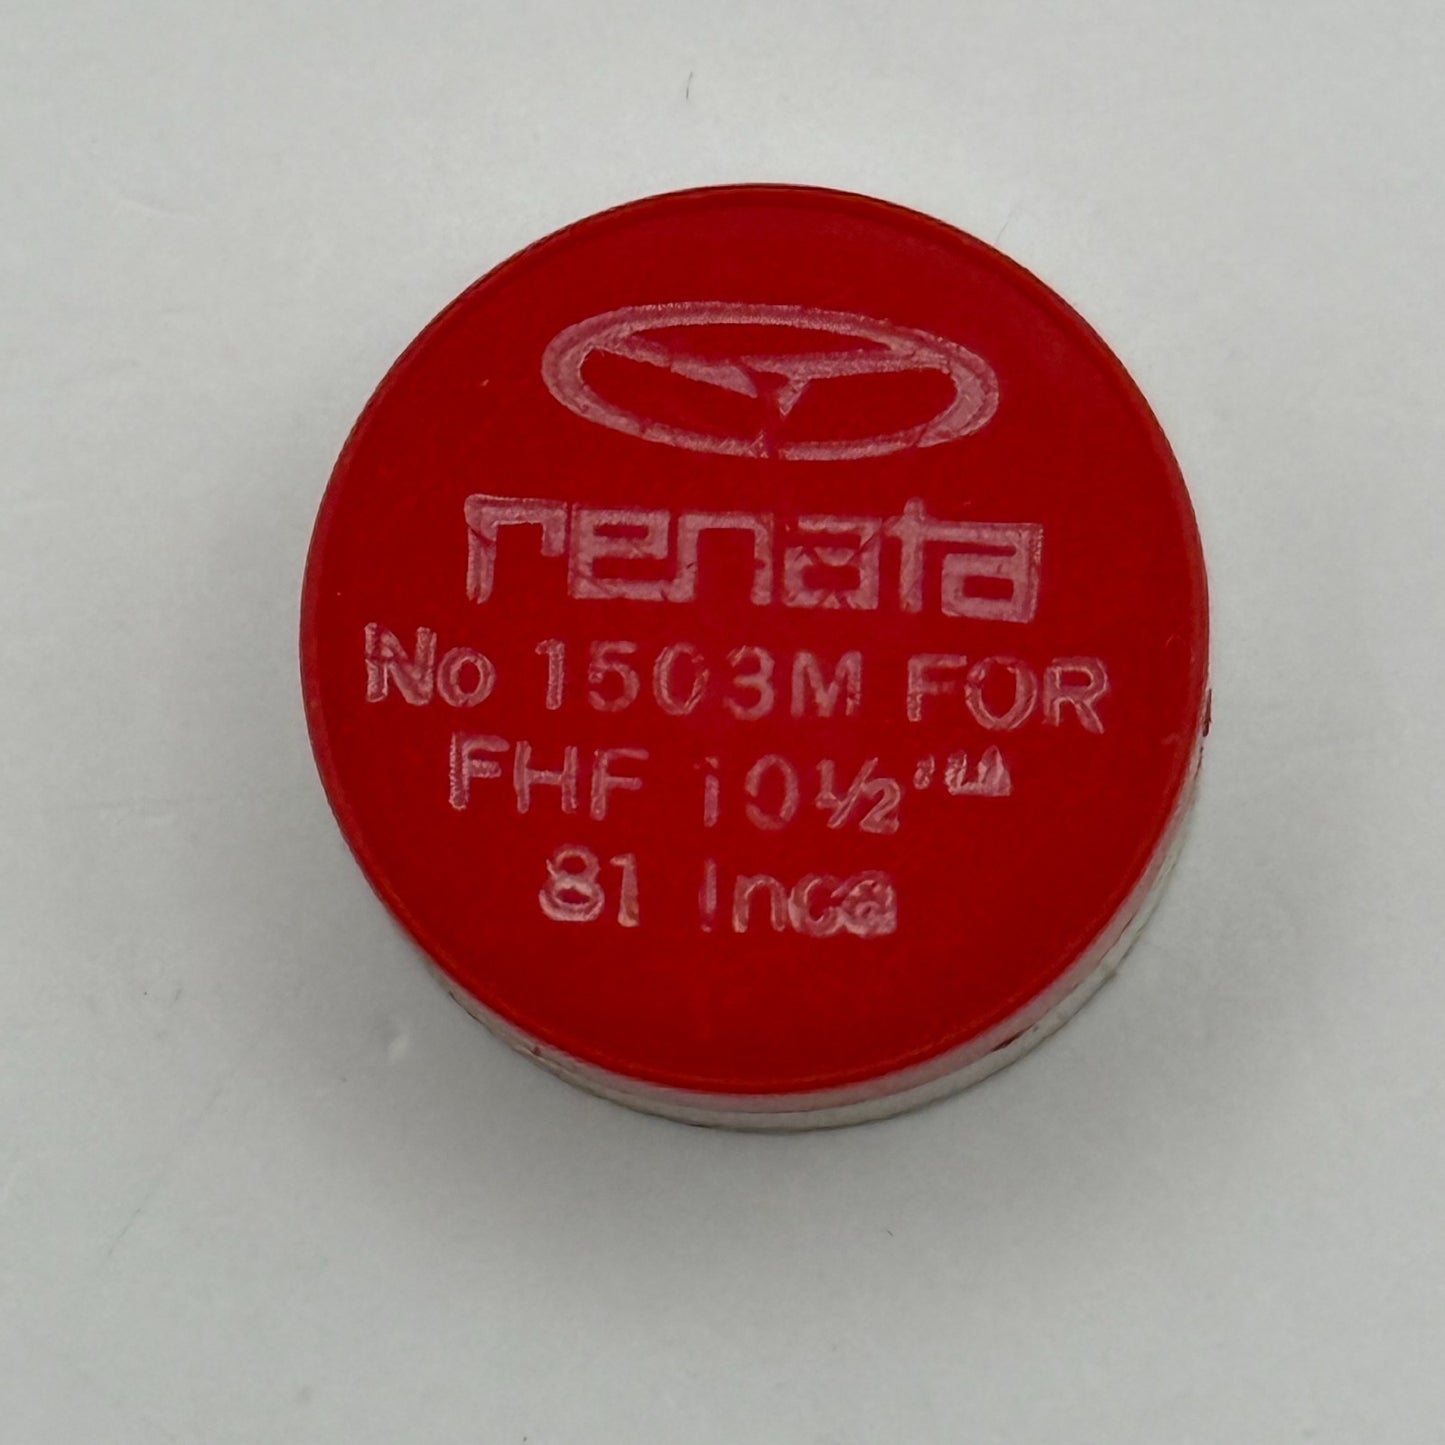 renata
No 1503M FOR
FHF 10½'''
81 Inca